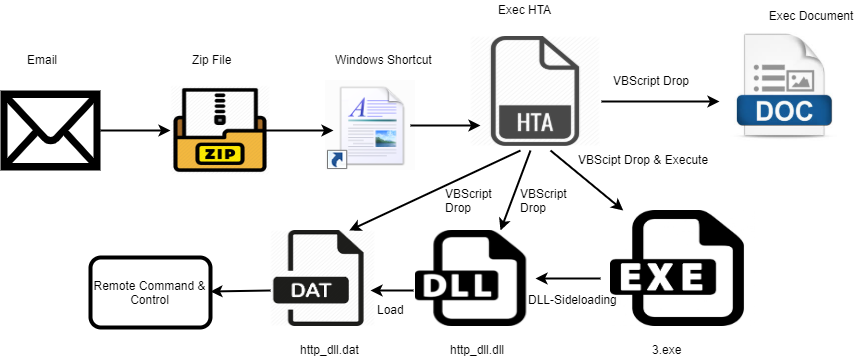 Exec HTA
Exec Document
Email
Zip File
Windows Shortcut
A
ZIP
HTA
VBScript Drop
DOC
VBScipt Drop & Execute
VBScript
Drop
VBScript
Drop
Remote Command &
Control
DAT
Load
DLL
DLL-Sideloading
EXE
http_dll.dat
http_dll.dll
3.exe